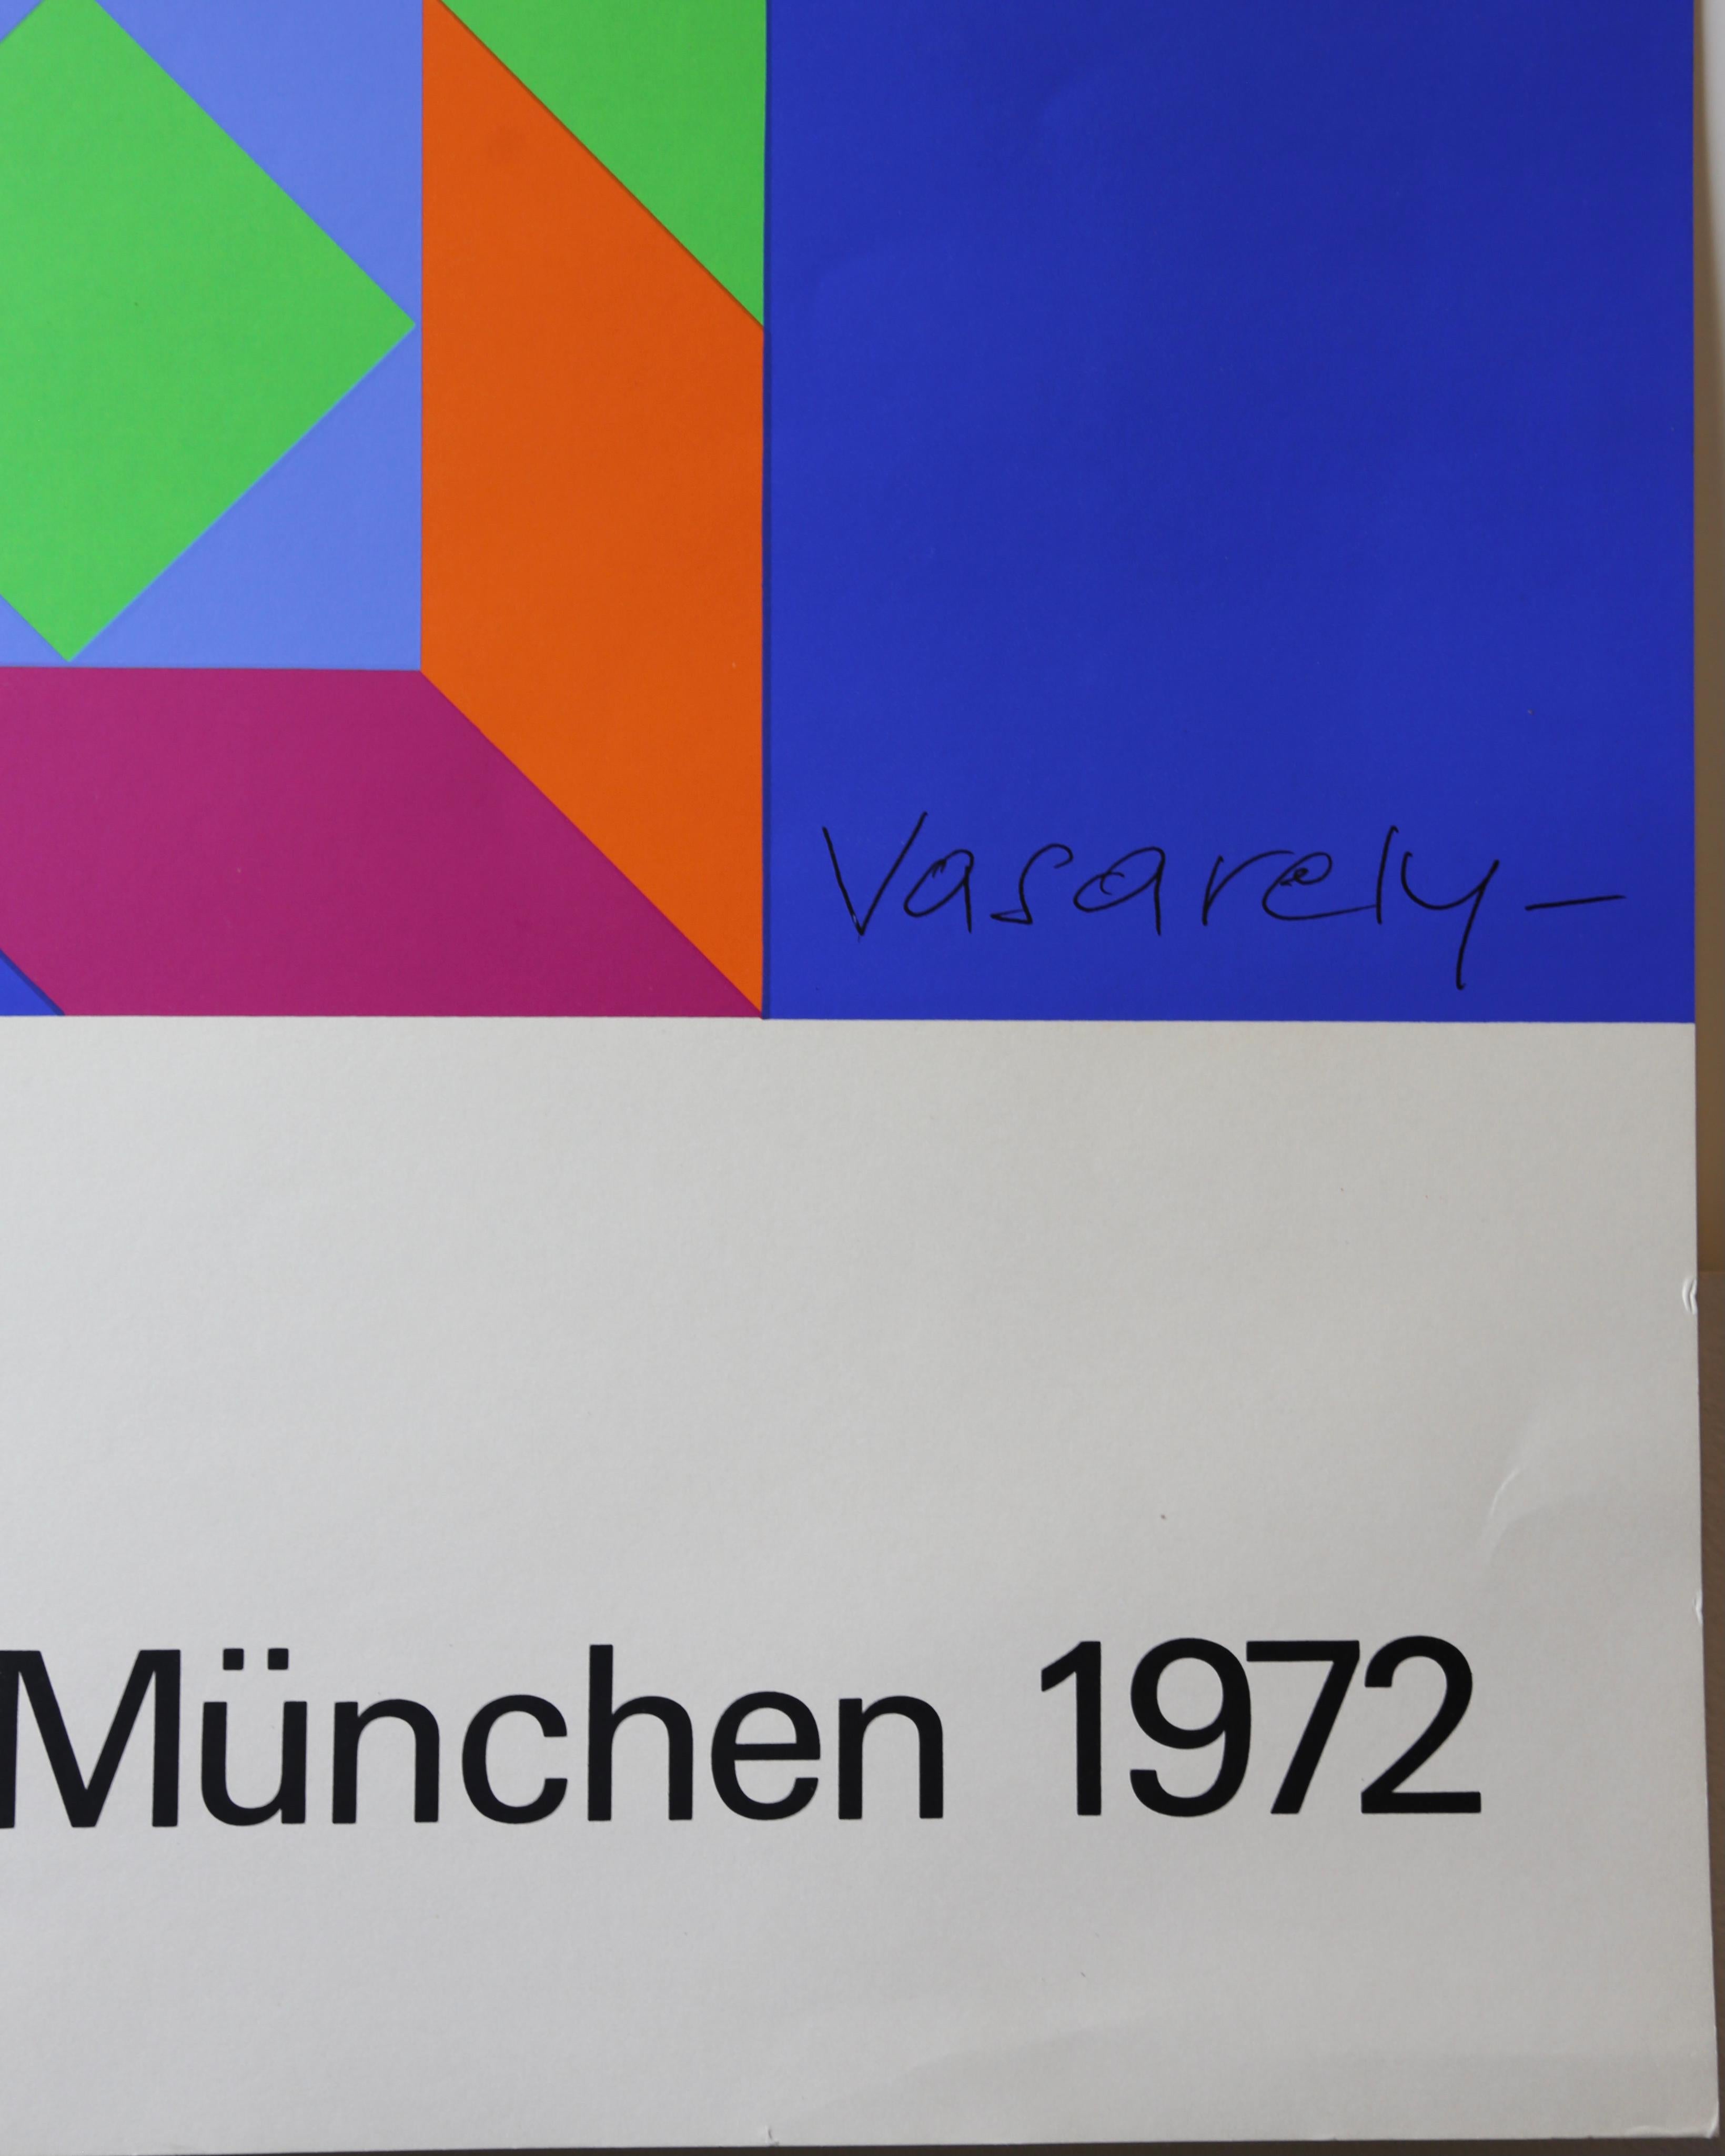 Vasarely—
München 1972